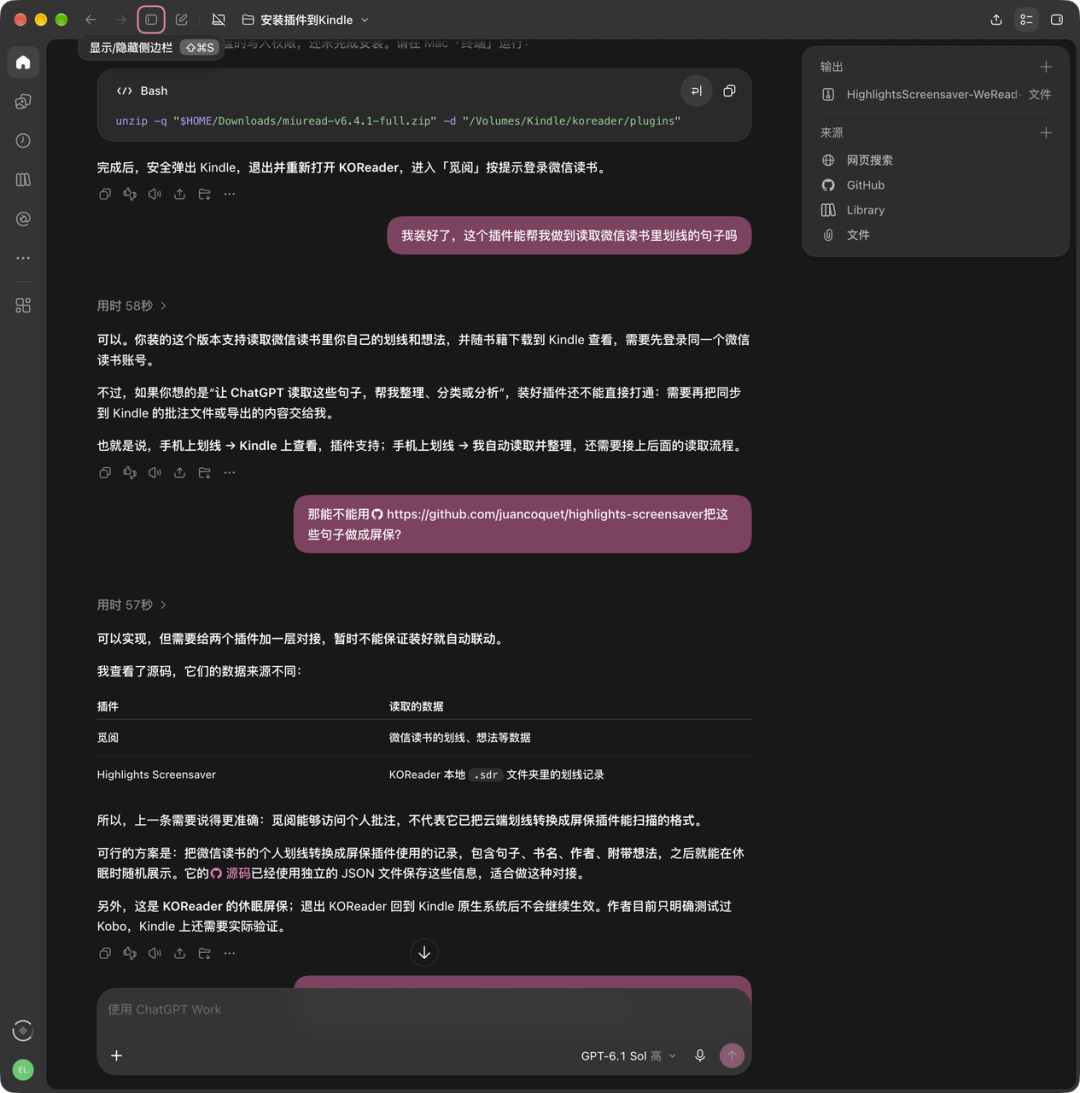 安装插件到Kindle
显示/隐藏侧边栏 ⇧⌘S
盘的写入权限，还未完成安装。请在 Mac「终端」运行：
Bash
unzip -q "$HOME/Downloads/miuread-v6.4.1-full.zip" -d "/Volumes/Kindle/koreader/plugins"
完成后，安全弹出 Kindle，退出并重新打开 KOReader，进入「觅阅」按提示登录微信读书。
我装好了，这个插件能帮我做到读取微信读书里划线的句子吗
用时 58秒
可以。你装的这个版本支持读取微信读书里你自己的划线和想法，并随书籍下载到 Kindle 查看，需要先登录同一个微信
读书账号。
不过，如果你想的是“让 ChatGPT 读取这些句子，帮我整理、分类或分析”，装好插件还不能直接打通：需要再把同步
到 Kindle 的批注文件或导出的内容交给我。
也就是说，手机上划线 → Kindle 上查看，插件支持；手机上划线 → 我自动读取并整理，还需要接上后面的读取流程。
那能不能用 https://github.com/juancoquet/highlights-screensaver把这
些句子做成屏保？
用时 57秒
可以实现，但需要给两个插件加一层对接，暂时不能保证装好就自动联动。
我查看了源码，它们的数据来源不同：
插件 读取的数据
觅阅 微信读书的划线、想法等数据
Highlights Screensaver KOReader 本地 .sdr 文件夹里的划线记录
所以，上一条需要说得更准确：觅阅能够访问个人批注，不代表它已把云端划线转换成屏保插件能扫描的格式。
可行的方案是：把微信读书的个人划线转换成屏保插件使用的记录，包含句子、书名、作者、附带想法，之后就能在休
眠时随机展示。它的 源码已经使用独立的 JSON 文件保存这些信息，适合做这种对接。
另外，这是 KOReader 的休眠屏保；退出 KOReader 回到 Kindle 原生系统后不会继续生效。作者目前只明确测试过
Kobo，Kindle 上还需要实际验证。
使用 ChatGPT Work
GPT-6.1 Sol 高
EL
输出
HighlightsScreensaver-WeRead- 文件
来源
网页搜索
GitHub
Library
文件